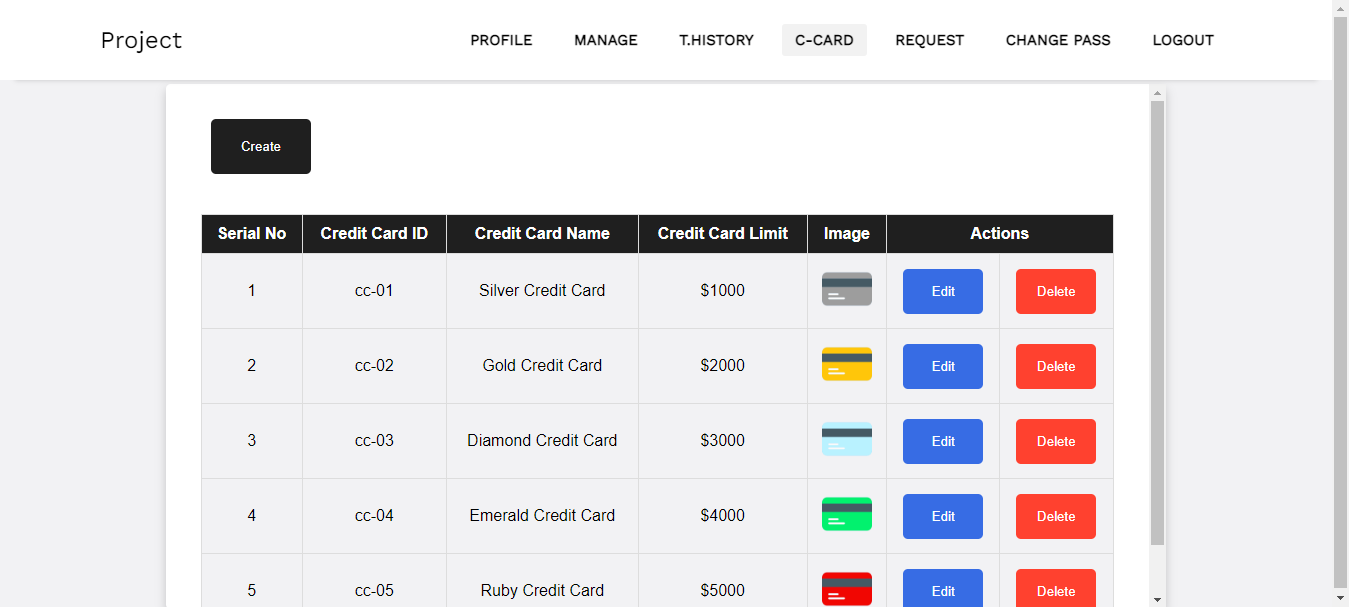 Project PROFILE MANAGE T.HISTORY C-CARD REQUEST CHANGE PASS LOGOUT
Create
Serial No Credit Card ID Credit Card Name Credit Card Limit Image Actions
1 cc-01 Silver Credit Card $1000 Edit Delete
2 cc-02 Gold Credit Card $2000 Edit Delete
3 cc-03 Diamond Credit Card $3000 Edit Delete
4 cc-04 Emerald Credit Card $4000 Edit Delete
5 cc-05 Ruby Credit Card $5000 Edit Delete